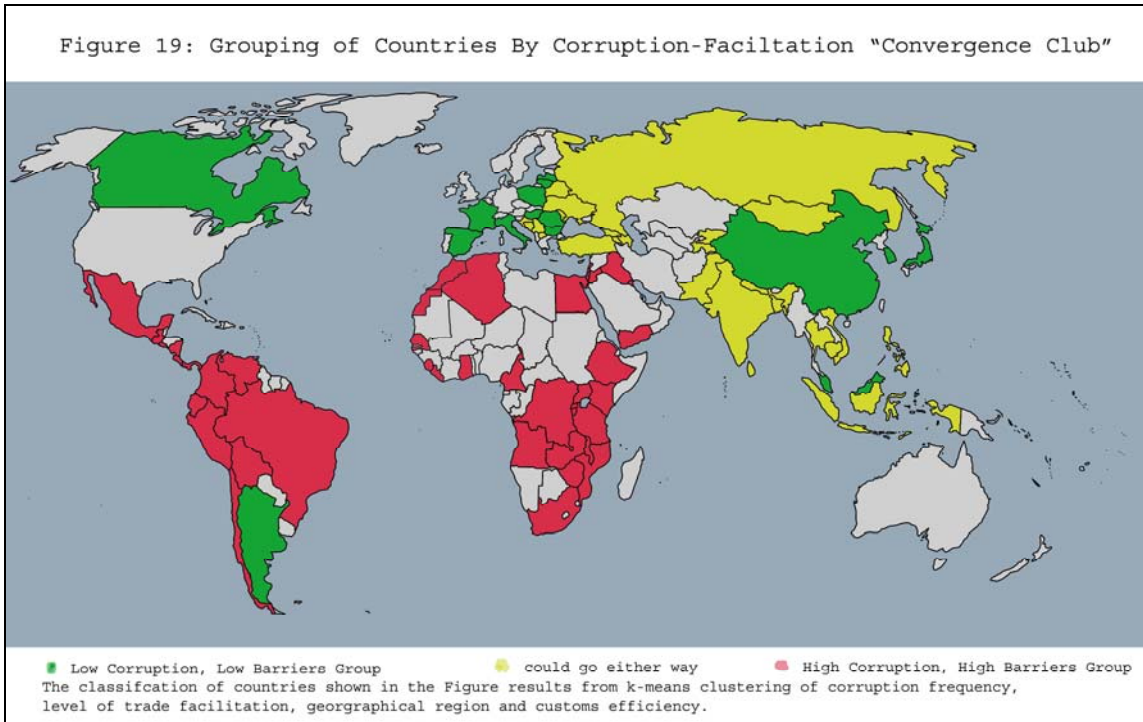 Figure 19: Grouping of Countries By Corruption-Faciltation “Convergence Club”
Low Corruption, Low Barriers Group could go either way High Corruption, High Barriers Group
The classifcation of countries shown in the Figure results from k-means clustering of corruption frequency,
level of trade facilitation, georgraphical region and customs efficiency.